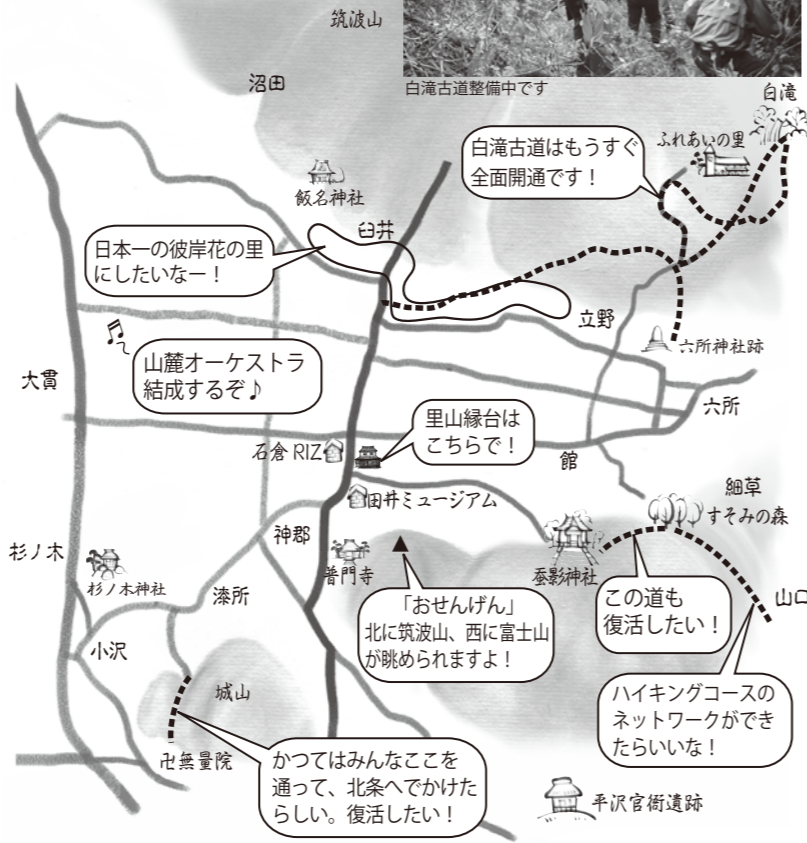 筑波山
沼田
白滝古道整備中です
白滝
ふれあいの里
白滝古道はもうすぐ
全面開通です！
飯名神社
臼井
日本一の彼岸花の里
にしたいなー！
立野
六所神社跡
山麓オーケストラ
結成するぞ♪
大貫
六所
里山縁台は
こちらで！
石倉 RIZ
館
田井ミュージアム
細草
すそみの森
神郡
杉ノ木
杉ノ木神社
普門寺
蚕影神社
漆所
「おせんげん」
北に筑波山、西に富士山
が眺められますよ！
この道も
復活したい！
山口
小沢
城山
ハイキングコースの
ネットワークができ
たらいいな！
卍無量院
かつてはみんなここを
通って、北条へでかけた
らしい。復活したい！
平沢官衙遺跡